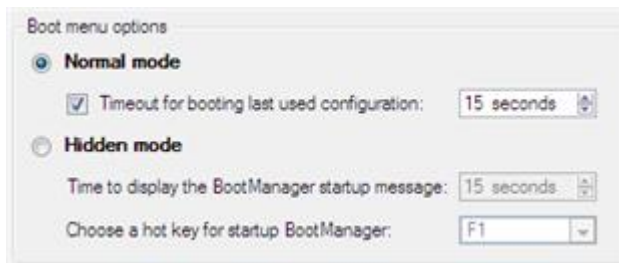 Boot menu options
Normal mode
Timeout for booting last used configuration: 15 seconds
Hidden mode
Time to display the BootManager startup message: 15 seconds
Choose a hot key for startup BootManager: F1